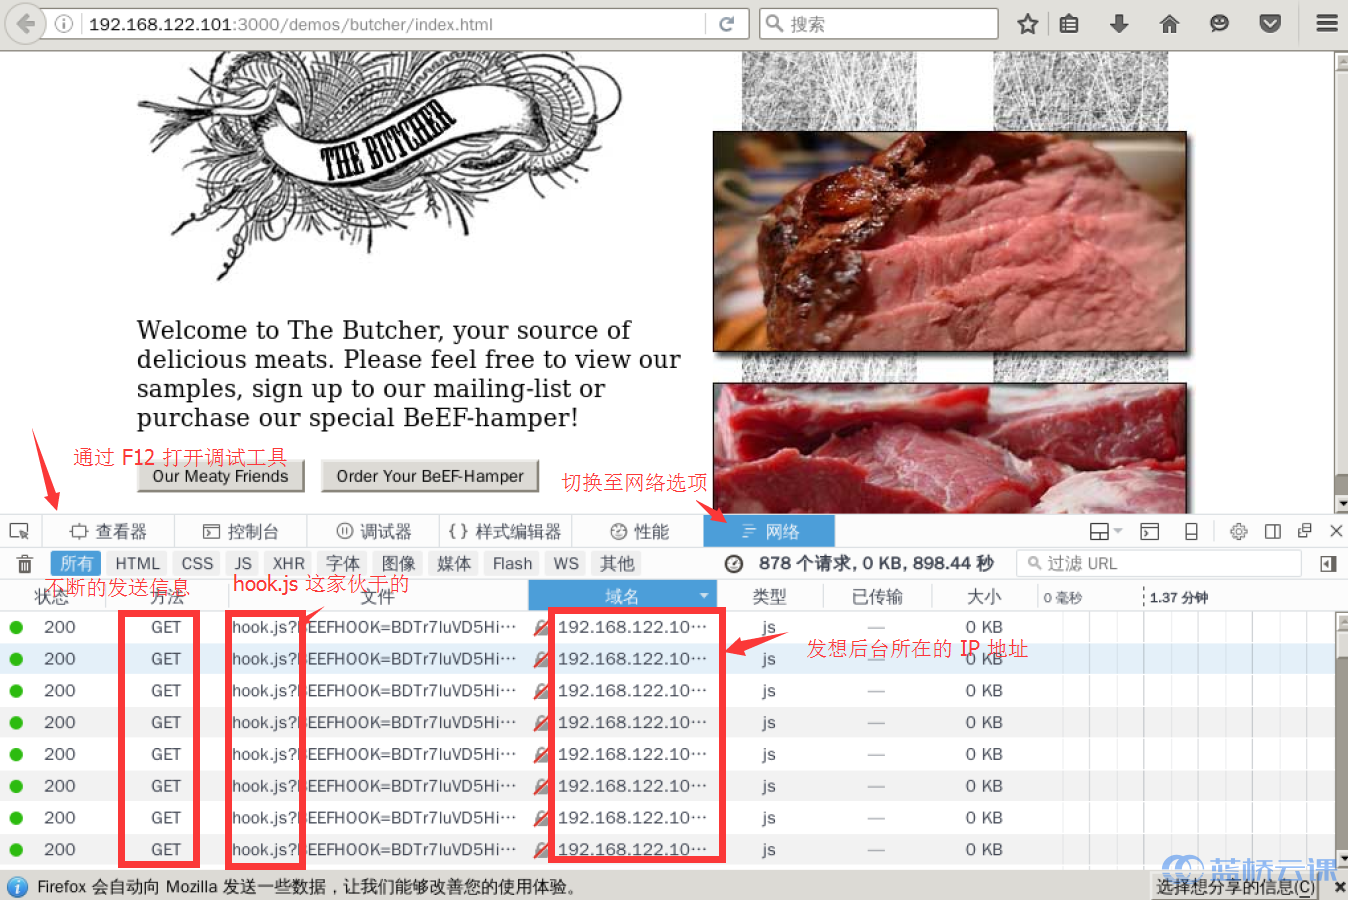 192.168.122.101:3000/demos/butcher/index.html
搜索
THE BUTCHER
Welcome to The Butcher, your source of
delicious meats. Please feel free to view our
samples, sign up to our mailing-list or
purchase our special BeEF-hamper!
通过 F12 打开调试工具
Our Meaty Friends
Order Your BeEF-Hamper
切换至网络选项
查看器 控制台 调试器 { } 样式编辑器 性能 网络
所有 HTML CSS JS XHR 字体 图像 媒体 Flash WS 其他 878 个请求, 0 KB, 898.44 秒 过滤 URL
不断的发送信息
hook.js 这家伙干的
状态 方法 文件 域名 类型 已传输 大小 0 毫秒 1.37 分钟
200 GET hook.js?BEEFHOOK=BDTr7IuVD5Hi… 192.168.122.10… js — 0 KB
发想后台所在的 IP 地址
200 GET hook.js?BEEFHOOK=BDTr7IuVD5Hi… 192.168.122.10… js — 0 KB
200 GET hook.js?BEEFHOOK=BDTr7IuVD5Hi… 192.168.122.10… js — 0 KB
200 GET hook.js?BEEFHOOK=BDTr7IuVD5Hi… 192.168.122.10… js — 0 KB
200 GET hook.js?BEEFHOOK=BDTr7IuVD5Hi… 192.168.122.10… js — 0 KB
200 GET hook.js?BEEFHOOK=BDTr7IuVD5Hi… 192.168.122.10… js — 0 KB
200 GET hook.js?BEEFHOOK=BDTr7IuVD5Hi… 192.168.122.10… js — 0 KB
200 GET hook.js?BEEFHOOK=BDTr7IuVD5Hi… 192.168.122.10… js — 0 KB
蓝桥云课
Firefox 会自动向 Mozilla 发送一些数据，让我们能够改善您的使用体验。
选择想分享的信息(C)